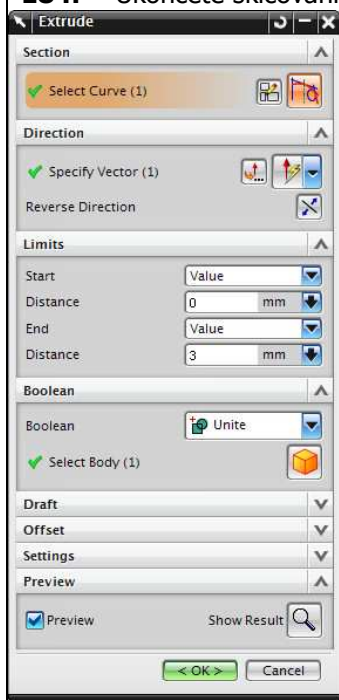 Extrude
Section
Select Curve (1)
Direction
Specify Vector (1)
Reverse Direction
Limits
Start Value
Distance 0 mm
End Value
Distance 3 mm
Boolean
Boolean Unite
Select Body (1)
Draft
Offset
Settings
Preview
Preview Show Result
< OK > Cancel